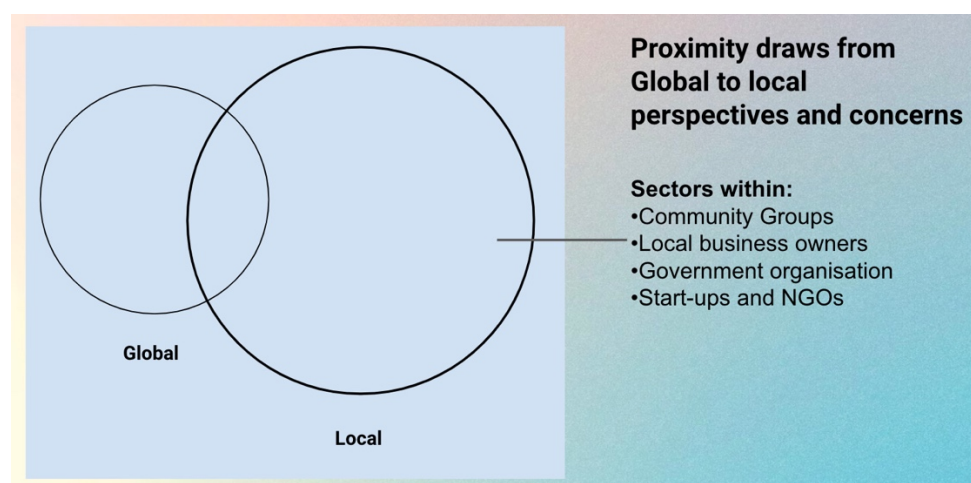 Proximity draws from
Global to local
perspectives and concerns
Sectors within:
•Community Groups
•Local business owners
•Government organisation
•Start-ups and NGOs
Global
Local